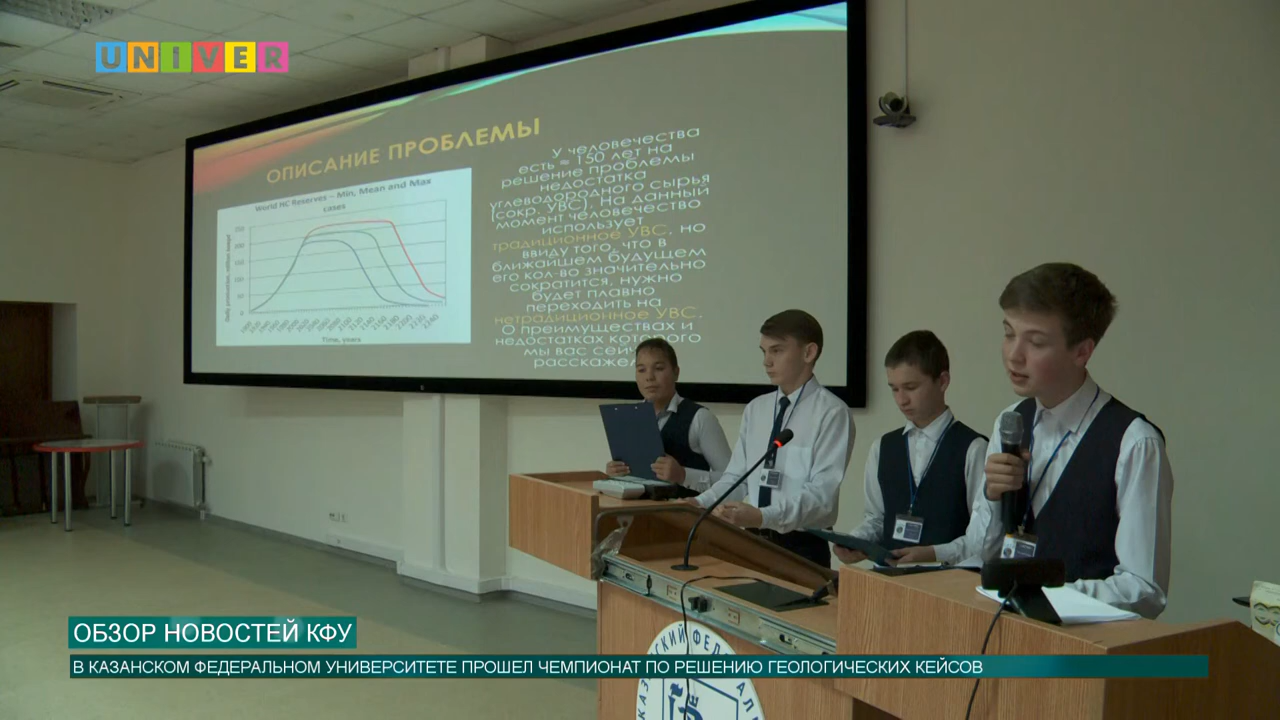 UNIVER
ОПИСАНИЕ ПРОБЛЕМЫ
World HC Reserves – Min, Mean and Max
cases
Time, years
У человечества
есть ≈ 150 лет на
решение проблемы
недостатка
углеводородного сырья
(сокр. УВС). На данный
момент человечество
использует
традиционное УВС, но
ввиду того, что в
ближайшем будущем
его кол-во значительно
сократится, нужно
будет плавно
переходить на
нетрадиционное УВС.
О преимуществах и
недостатках которого
мы вас
ОБЗОР НОВОСТЕЙ КФУ
В КАЗАНСКОМ ФЕДЕРАЛЬНОМ УНИВЕРСИТЕТЕ ПРОШЕЛ ЧЕМПИОНАТ ПО РЕШЕНИЮ ГЕОЛОГИЧЕСКИХ КЕЙСОВ